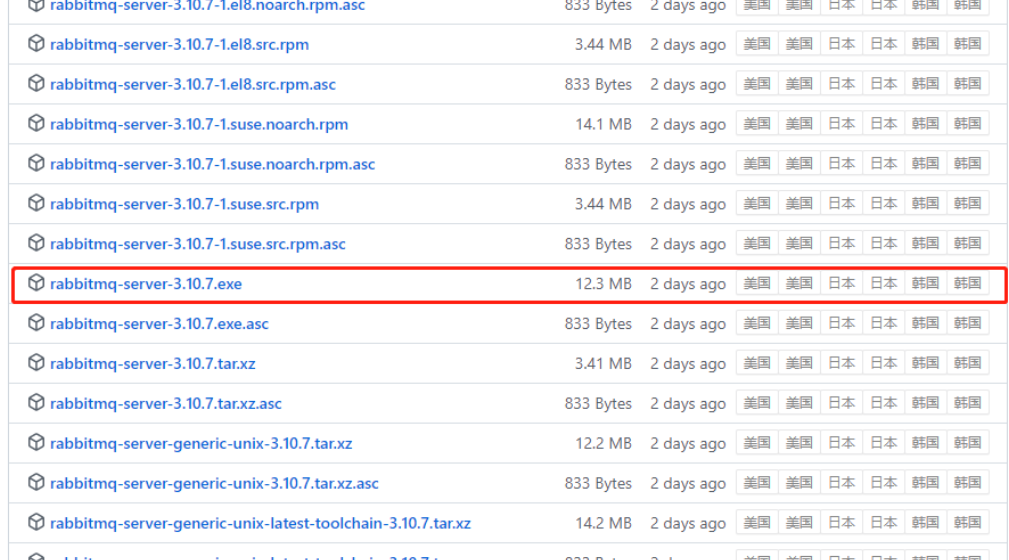 rabbitmq-server-3.10.7-1.el8.noarch.rpm.asc 833 Bytes 2 days ago 美国 美国 日本 日本 韩国 韩国
rabbitmq-server-3.10.7-1.el8.src.rpm 3.44 MB 2 days ago 美国 美国 日本 日本 韩国 韩国
rabbitmq-server-3.10.7-1.el8.src.rpm.asc 833 Bytes 2 days ago 美国 美国 日本 日本 韩国 韩国
rabbitmq-server-3.10.7-1.suse.noarch.rpm 14.1 MB 2 days ago 美国 美国 日本 日本 韩国 韩国
rabbitmq-server-3.10.7-1.suse.noarch.rpm.asc 833 Bytes 2 days ago 美国 美国 日本 日本 韩国 韩国
rabbitmq-server-3.10.7-1.suse.src.rpm 3.44 MB 2 days ago 美国 美国 日本 日本 韩国 韩国
rabbitmq-server-3.10.7-1.suse.src.rpm.asc 833 Bytes 2 days ago 美国 美国 日本 日本 韩国 韩国
rabbitmq-server-3.10.7.exe 12.3 MB 2 days ago 美国 美国 日本 日本 韩国 韩国
rabbitmq-server-3.10.7.exe.asc 833 Bytes 2 days ago 美国 美国 日本 日本 韩国 韩国
rabbitmq-server-3.10.7.tar.xz 3.41 MB 2 days ago 美国 美国 日本 日本 韩国 韩国
rabbitmq-server-3.10.7.tar.xz.asc 833 Bytes 2 days ago 美国 美国 日本 日本 韩国 韩国
rabbitmq-server-generic-unix-3.10.7.tar.xz 12.2 MB 2 days ago 美国 美国 日本 日本 韩国 韩国
rabbitmq-server-generic-unix-3.10.7.tar.xz.asc 833 Bytes 2 days ago 美国 美国 日本 日本 韩国 韩国
rabbitmq-server-generic-unix-latest-toolchain-3.10.7.tar.xz 14.2 MB 2 days ago 美国 美国 日本 日本 韩国 韩国